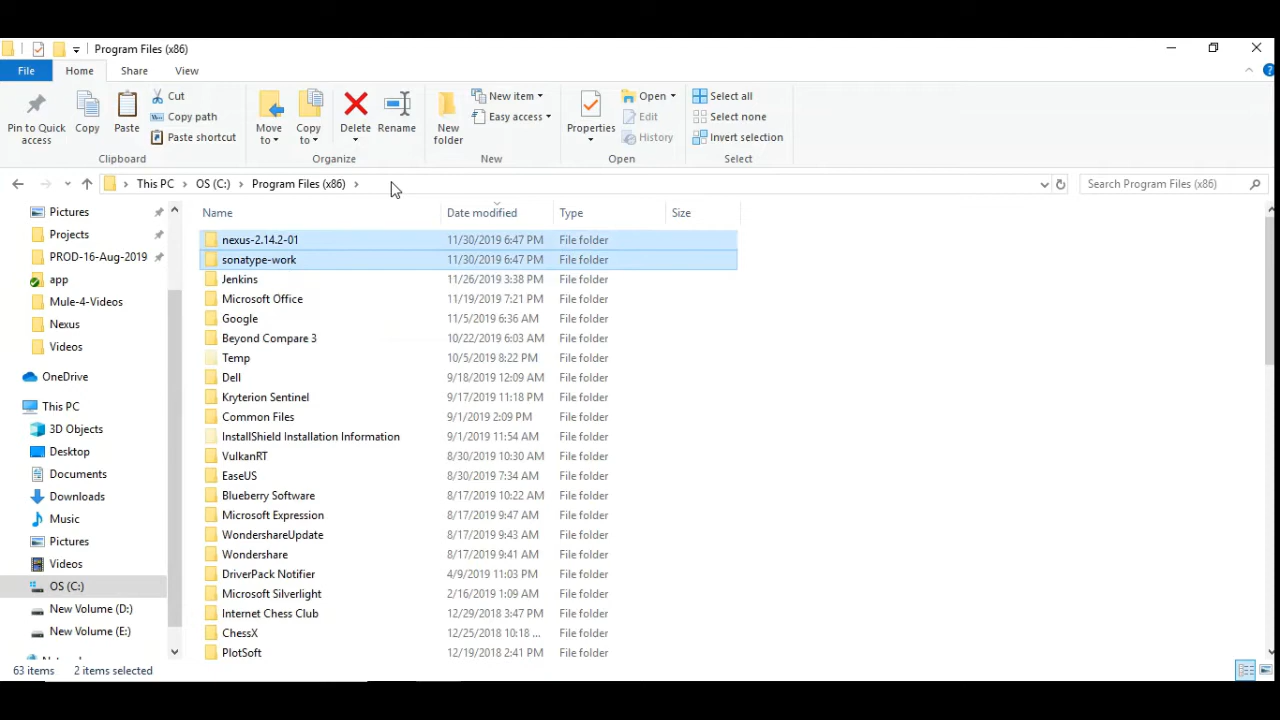 Program Files (x86)
File Home Share View
Pin to Quick access
Copy
Paste
Cut
Copy path
Paste shortcut
Clipboard
Move to
Copy to
Delete
Rename
Organize
New folder
New item
Easy access
New
Properties
Open
Edit
History
Open
Select all
Select none
Invert selection
Select
This PC > OS (C:) > Program Files (x86) >
Search Program Files (x86)
Pictures
Projects
PROD-16-Aug-2019
app
Mule-4-Videos
Nexus
Videos
OneDrive
This PC
3D Objects
Desktop
Documents
Downloads
Music
Pictures
Videos
OS (C:)
New Volume (D:)
New Volume (E:)
Name Date modified Type Size
nexus-2.14.2-01 11/30/2019 6:47 PM File folder
sonatype-work 11/30/2019 6:47 PM File folder
Jenkins 11/26/2019 3:38 PM File folder
Microsoft Office 11/19/2019 7:21 PM File folder
Google 11/5/2019 6:36 AM File folder
Beyond Compare 3 10/22/2019 6:03 AM File folder
Temp 10/5/2019 8:22 PM File folder
Dell 9/18/2019 12:09 AM File folder
Kryterion Sentinel 9/17/2019 11:18 PM File folder
Common Files 9/1/2019 2:09 PM File folder
InstallShield Installation Information 9/1/2019 11:54 AM File folder
VulkanRT 8/30/2019 10:30 AM File folder
EaseUS 8/30/2019 7:34 AM File folder
Blueberry Software 8/17/2019 10:22 AM File folder
Microsoft Expression 8/17/2019 9:47 AM File folder
WondershareUpdate 8/17/2019 9:43 AM File folder
Wondershare 8/17/2019 9:41 AM File folder
DriverPack Notifier 4/9/2019 11:03 PM File folder
Microsoft Silverlight 2/16/2019 1:09 AM File folder
Internet Chess Club 12/29/2018 3:47 PM File folder
ChessX 12/25/2018 10:18 ... File folder
PlotSoft 12/19/2018 2:41 PM File folder
63 items 2 items selected